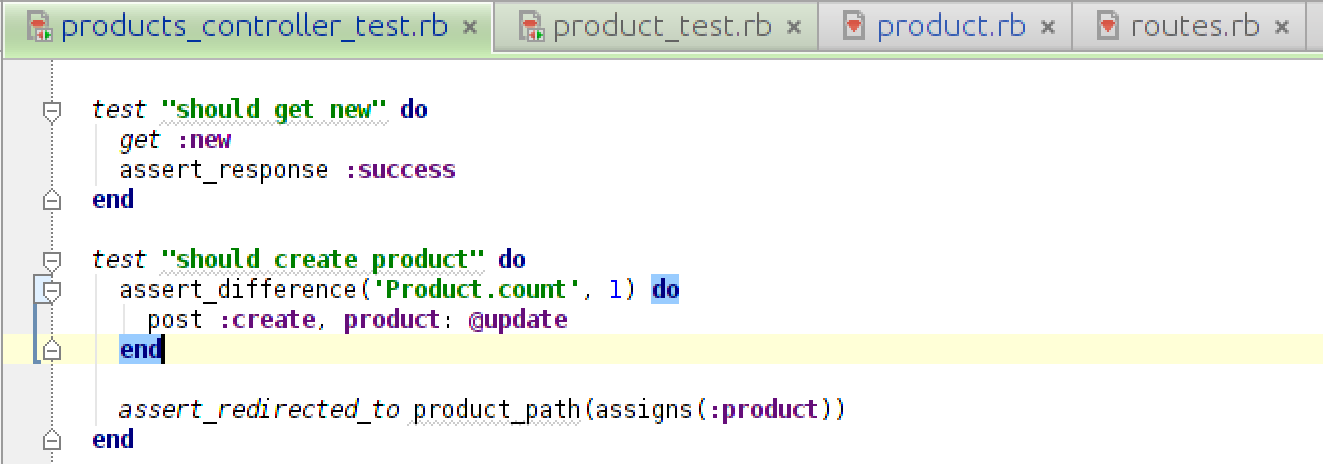 products_controller_test.rb × product_test.rb × product.rb × routes.rb ×
test "should get new" do
get :new
assert_response :success
end
test "should create product" do
assert_difference('Product.count', 1) do
post :create, product: @update
end
assert_redirected_to product_path(assigns(:product))
end